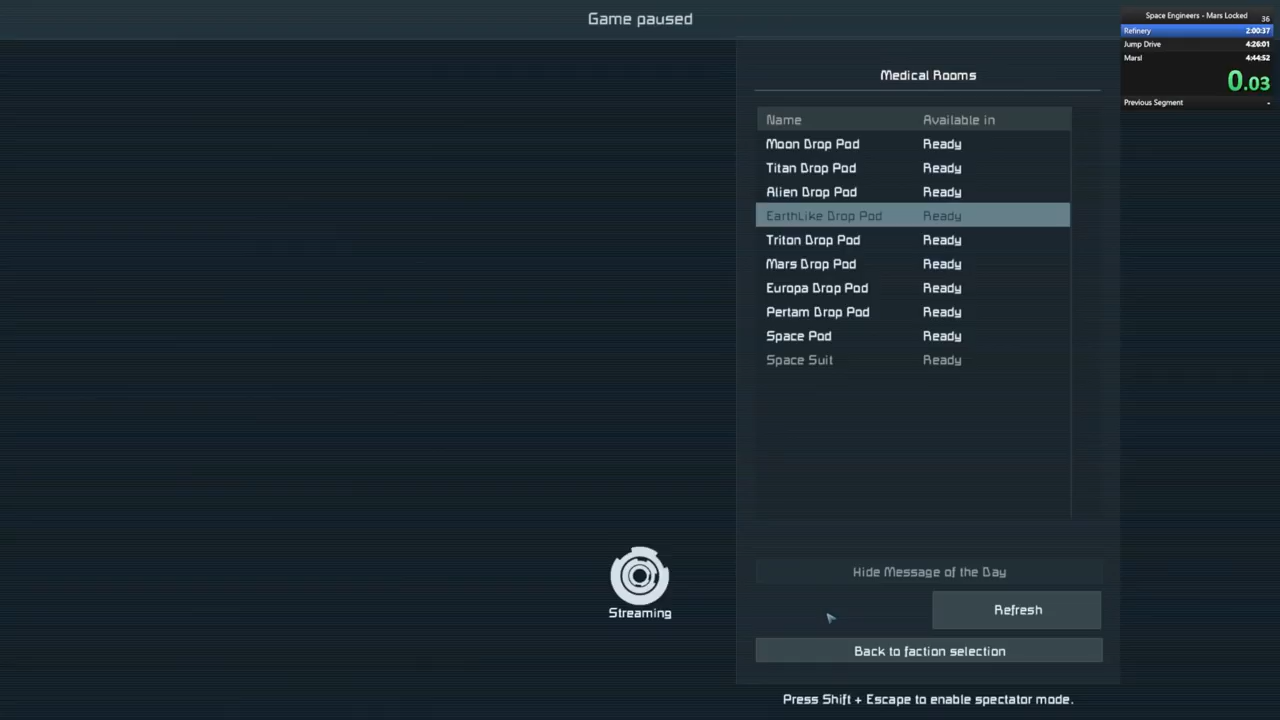 Game paused
Space Engineers - Mars Locked
36
Refinery 2:00:37
Jump Drive 4:26:01
Mars! 4:44:52
0.03
Previous Segment -
Medical Rooms
Name Available in
Moon Drop Pod Ready
Titan Drop Pod Ready
Alien Drop Pod Ready
EarthLike Drop Pod Ready
Triton Drop Pod Ready
Mars Drop Pod Ready
Europa Drop Pod Ready
Pertam Drop Pod Ready
Space Pod Ready
Space Suit Ready
Hide Message of the Day
Refresh
Streaming
Back to faction selection
Press Shift + Escape to enable spectator mode.